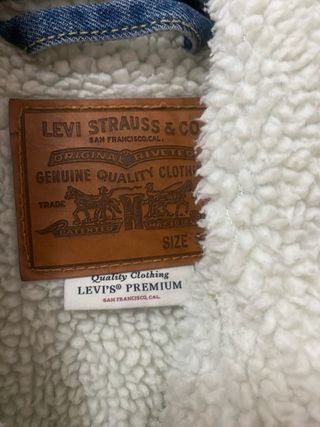 LEVI STRAUSS & CO
SAN FRANCISCO, CAL.
ORIGINAL RIVETED
GENUINE QUALITY CLOTHI
TRADE
PATENTED
SIZE
Quality Clothing
LEVI'S® PREMIUM
SAN FRANCISCO, CAL.